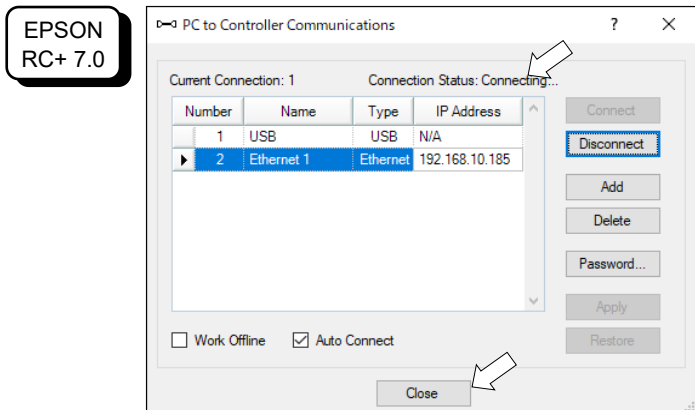 EPSON
RC+ 7.0
PC to Controller Communications
Current Connection: 1 Connection Status: Connecting...
Number Name Type IP Address
1 USB USB N/A
2 Ethernet 1 Ethernet 192.168.10.185
Connect
Disconnect
Add
Delete
Password...
Apply
Restore
Work Offline Auto Connect
Close